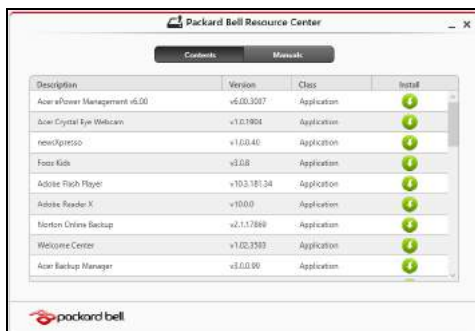 Packard Bell Resource Center
Contents Manuals
Description Version Class Install
Acer ePower Management v6.00 v6.00.3007 Application
Acer Crystal Eye Webcam v1.0.1904 Application
newsXpresso v1.0.0.40 Application
Fooz Kids v3.0.8 Application
Adobe Flash Player v10.3.181.34 Application
Adobe Reader X v10.0.0 Application
Norton Online Backup v2.1.17869 Application
Welcome Center v1.02.3503 Application
Acer Backup Manager v3.0.0.99 Application
packard bell